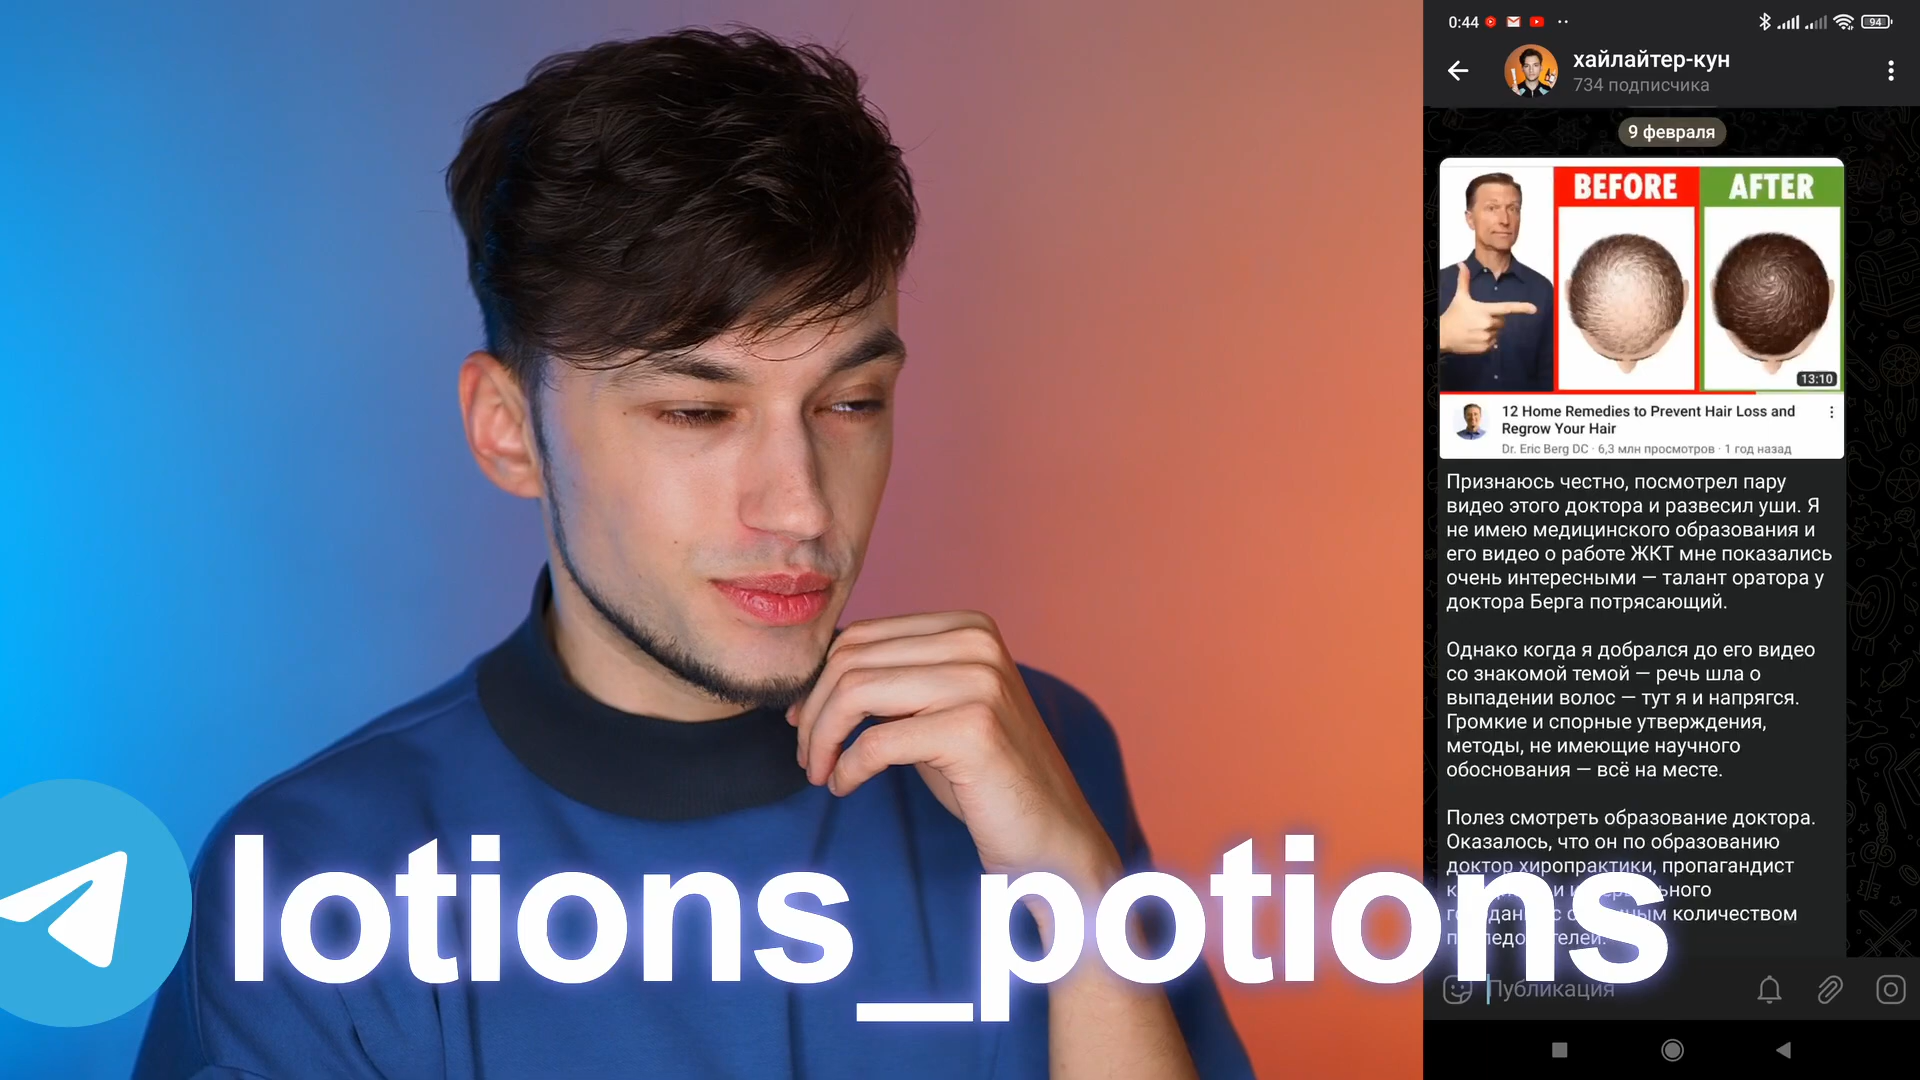 0:44
94
хайлайтер-кун
734 подписчика
9 февраля
BEFORE
AFTER
13:10
12 Home Remedies to Prevent Hair Loss and
Regrow Your Hair
Dr. Eric Berg DC · 6,3 млн просмотров · 1 год назад
Признаюсь честно, посмотрел пару
видео этого доктора и развесил уши. Я
не имею медицинского образования и
его видео о работе ЖКТ мне показались
очень интересными — талант оратора у
доктора Берга потрясающий.
Однако когда я добрался до его видео
со знакомой темой — речь шла о
выпадении волос — тут я и напрягся.
Громкие и спорные утверждения,
методы, не имеющие научного
обоснования — всё на месте.
Полез смотреть образование доктора.
Оказалось, что он по образованию
доктор хиропрактики, пропагандист
и
с количеством
Публикация
lotions_potions